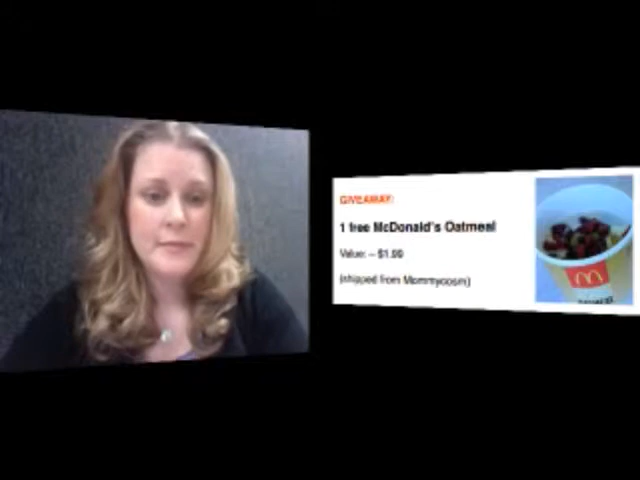 GIVEAWAY:
1 free McDonald's Oatmeal
Value: ~ $1.99
(shipped from Mommycosm)